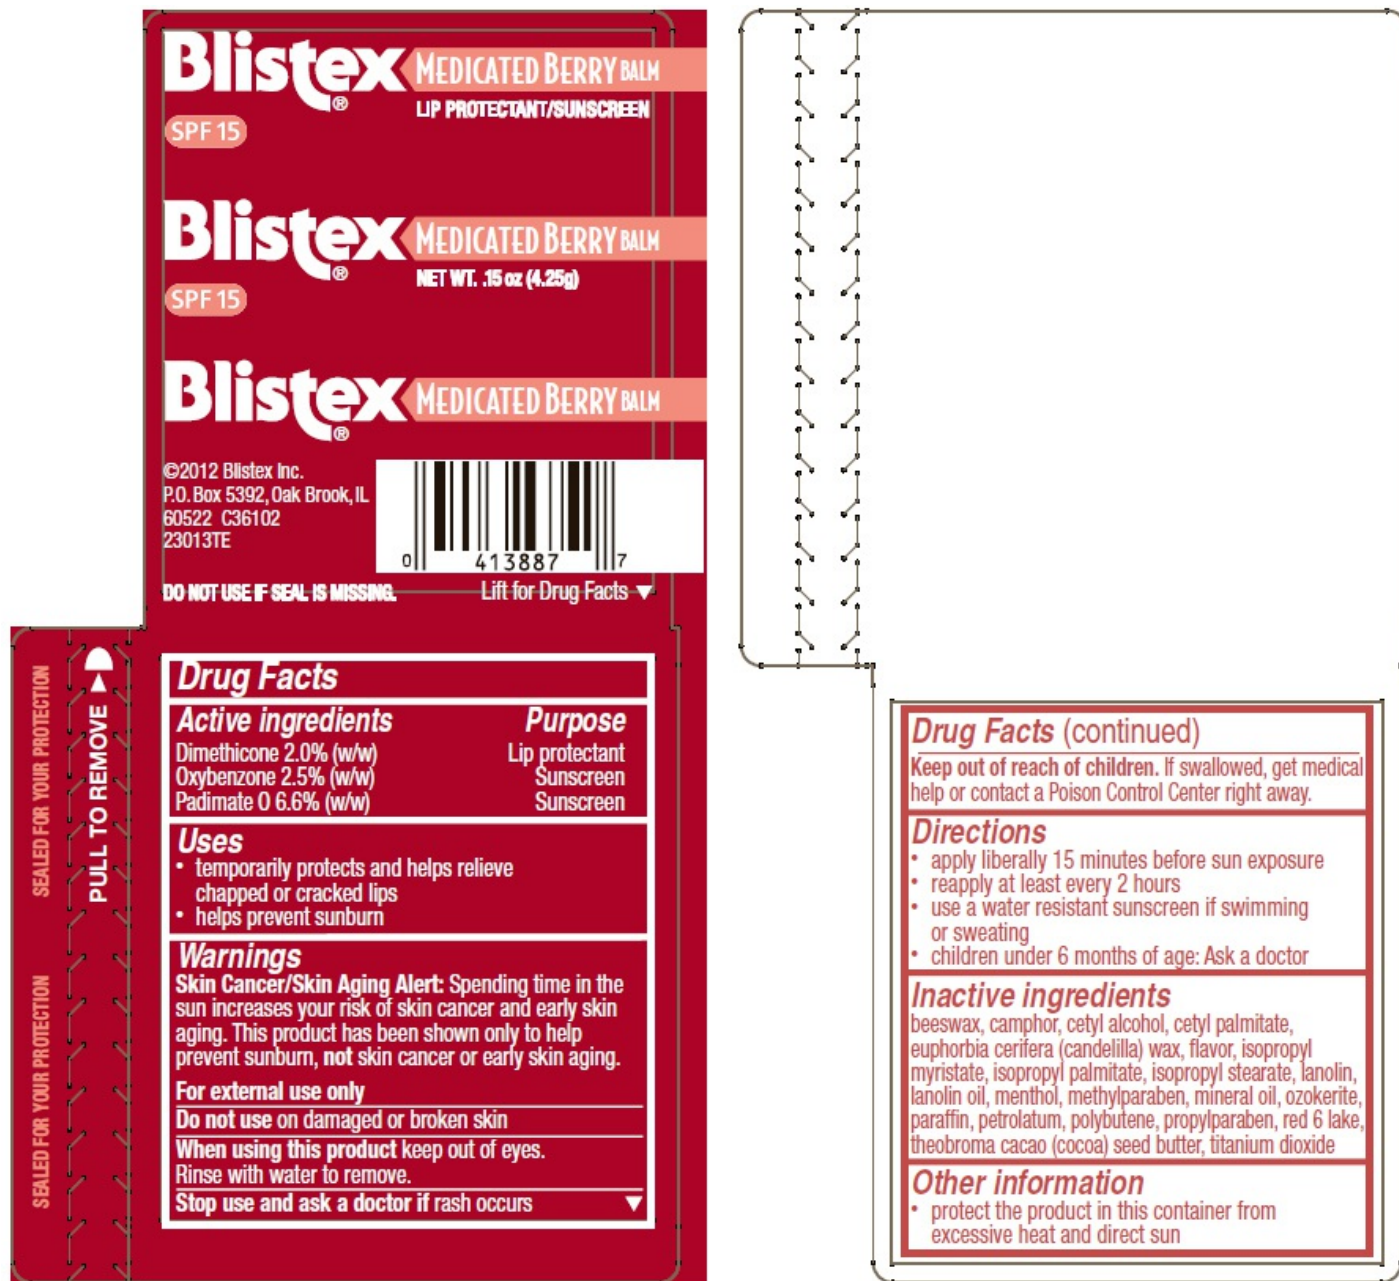 Blistex® MEDICATED BERRY BALM
LIP PROTECTANT/SUNSCREEN
SPF 15
Blistex® MEDICATED BERRY BALM
NET WT. .15 oz (4.25g)
SPF 15
Blistex® MEDICATED BERRY BALM
©2012 Blistex Inc.
P.O. Box 5392, Oak Brook, IL
60522 C36102
23013TE
0 413887 7
DO NOT USE IF SEAL IS MISSING.
Lift for Drug Facts ▼
SEALED FOR YOUR PROTECTION
SEALED FOR YOUR PROTECTION
PULL TO REMOVE
Drug Facts
Active ingredients Purpose
Dimethicone 2.0% (w/w) Lip protectant
Oxybenzone 2.5% (w/w) Sunscreen
Padimate O 6.6% (w/w) Sunscreen
Uses
• temporarily protects and helps relieve
chapped or cracked lips
• helps prevent sunburn
Warnings
Skin Cancer/Skin Aging Alert: Spending time in the
sun increases your risk of skin cancer and early skin
aging. This product has been shown only to help
prevent sunburn, not skin cancer or early skin aging.
For external use only
Do not use on damaged or broken skin
When using this product keep out of eyes.
Rinse with water to remove.
Stop use and ask a doctor if rash occurs ▼
Drug Facts (continued)
Keep out of reach of children. If swallowed, get medical
help or contact a Poison Control Center right away.
Directions
• apply liberally 15 minutes before sun exposure
• reapply at least every 2 hours
• use a water resistant sunscreen if swimming
or sweating
• children under 6 months of age: Ask a doctor
Inactive ingredients
beeswax, camphor, cetyl alcohol, cetyl palmitate,
euphorbia cerifera (candelilla) wax, flavor, isopropyl
myristate, isopropyl palmitate, isopropyl stearate, lanolin,
lanolin oil, menthol, methylparaben, mineral oil, ozokerite,
paraffin, petrolatum, polybutene, propylparaben, red 6 lake,
theobroma cacao (cocoa) seed butter, titanium dioxide
Other information
• protect the product in this container from
excessive heat and direct sun